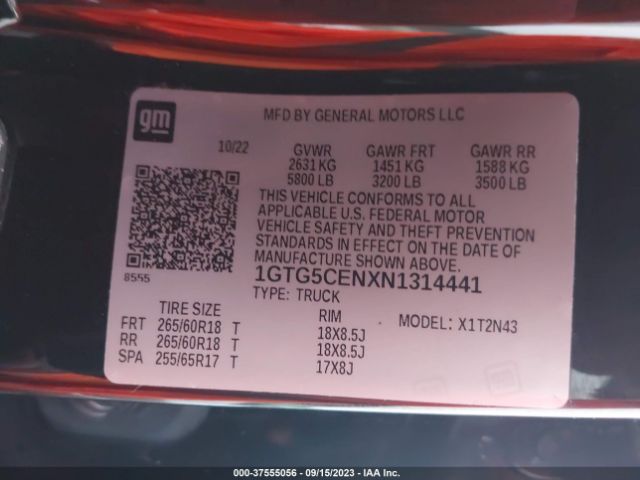 gm
MFD BY GENERAL MOTORS LLC
10/22 GVWR GAWR FRT GAWR RR
2631 KG 1451 KG 1588 KG
5800 LB 3200 LB 3500 LB
THIS VEHICLE CONFORMS TO ALL
APPLICABLE U.S. FEDERAL MOTOR
VEHICLE SAFETY AND THEFT PREVENTION
STANDARDS IN EFFECT ON THE DATE OF
MANUFACTURE SHOWN ABOVE.
8555
1GTG5CENXN1314441
TYPE: TRUCK
TIRE SIZE RIM MODEL: X1T2N43
FRT 265/60R18 T 18X8.5J
RR 265/60R18 T 18X8.5J
SPA 255/65R17 T 17X8J
000-37555056 - 09/15/2023 - IAA Inc.